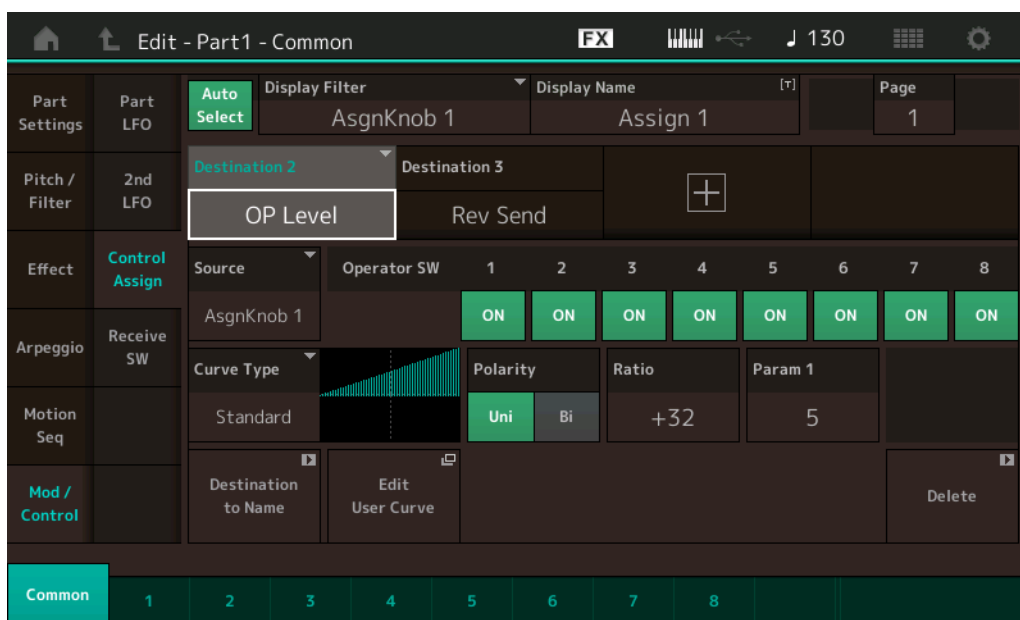 Edit - Part1 - Common
FX
130
Part Settings
Part LFO
Auto Select
Display Filter
AsgnKnob 1
Display Name
[T]
Assign 1
Page
1
Pitch / Filter
2nd LFO
Destination 2
OP Level
Destination 3
Rev Send
Effect
Control Assign
Source
AsgnKnob 1
Operator SW
1 2 3 4 5 6 7 8
ON ON ON ON ON ON ON ON
Arpeggio
Receive SW
Curve Type
Standard
Polarity
Uni Bi
Ratio
+32
Param 1
5
Motion Seq
Mod / Control
Destination to Name
Edit User Curve
Delete
Common 1 2 3 4 5 6 7 8